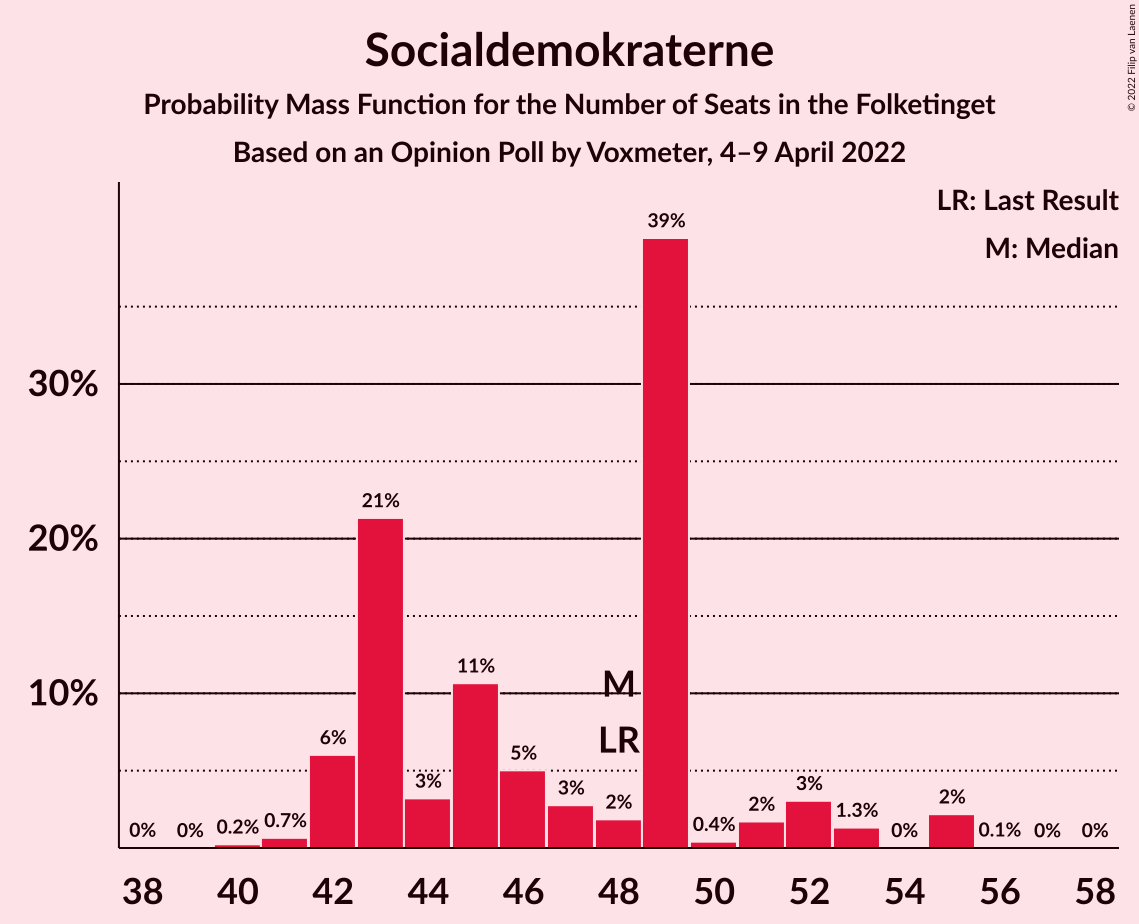 Socialdemokraterne
Probability Mass Function for the Number of Seats in the Folketinget
Based on an Opinion Poll by Voxmeter, 4–9 April 2022
© 2022 Filip van Laenen
LR: Last Result
M: Median
39%
30%
21%
20%
11%
10%
M
LR
6%
5%
3%
3%
2%
0%
0%
0.2%
0.7%
0.4%
2%
3%
1.3%
0%
2%
0.1%
0%
0%
38 40 42 44 46 48 50 52 54 56 58